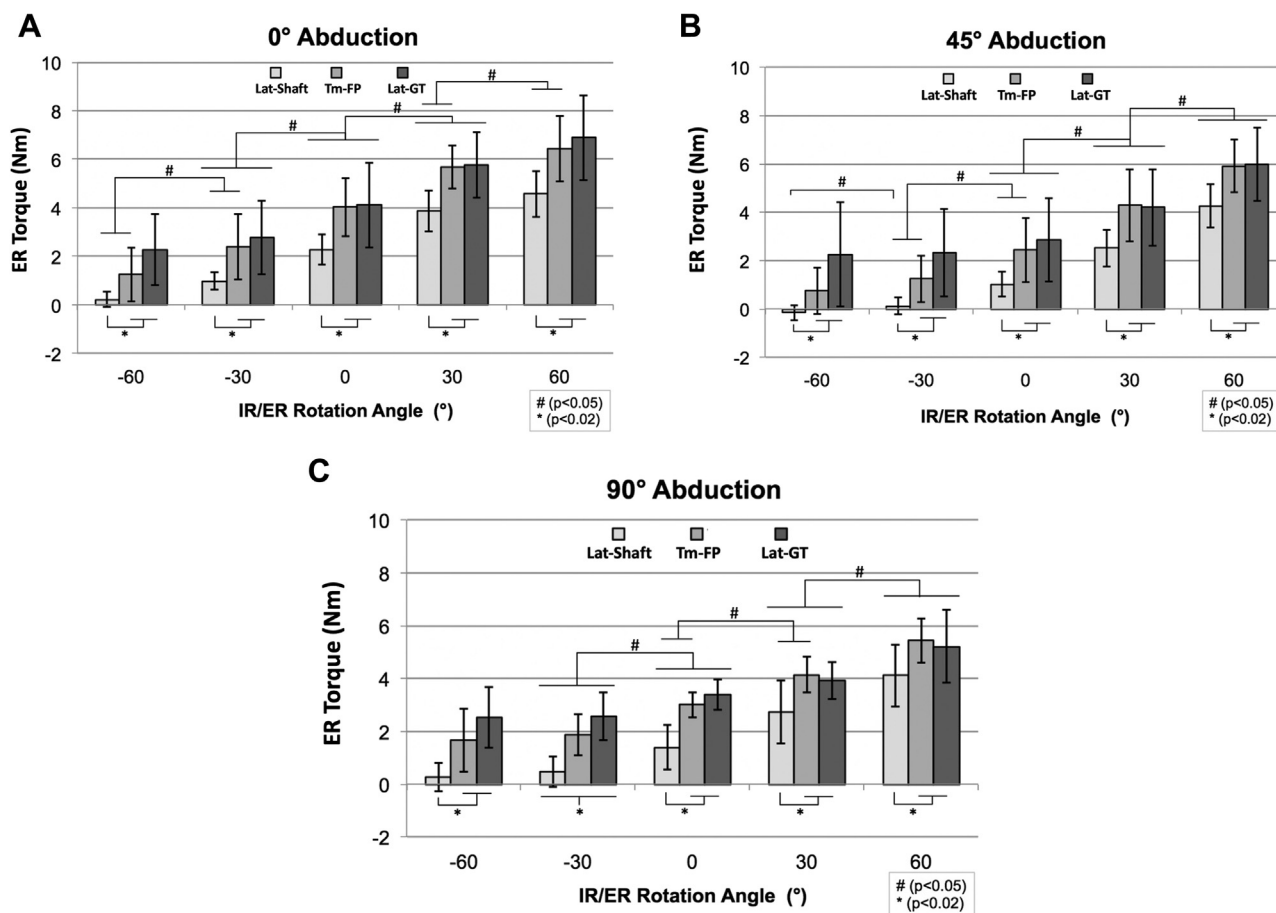 A
0° Abduction
Lat-Shaft Tm-FP Lat-GT
ER Torque (Nm)
10
8
6
4
2
0
-2
# # # #
* * * * *
-60 -30 0 30 60
IR/ER Rotation Angle (°)
# (p<0.05)
* (p<0.02)
B
45° Abduction
Lat-Shaft Tm-FP Lat-GT
ER Torque (Nm)
10
8
6
4
2
0
-2
# # # #
* * * * *
-60 -30 0 30 60
IR/ER Rotation Angle (°)
# (p<0.05)
* (p<0.02)
C
90° Abduction
Lat-Shaft Tm-FP Lat-GT
ER Torque (Nm)
10
8
6
4
2
0
-2
# # #
* * * * *
-60 -30 0 30 60
IR/ER Rotation Angle (°)
# (p<0.05)
* (p<0.02)